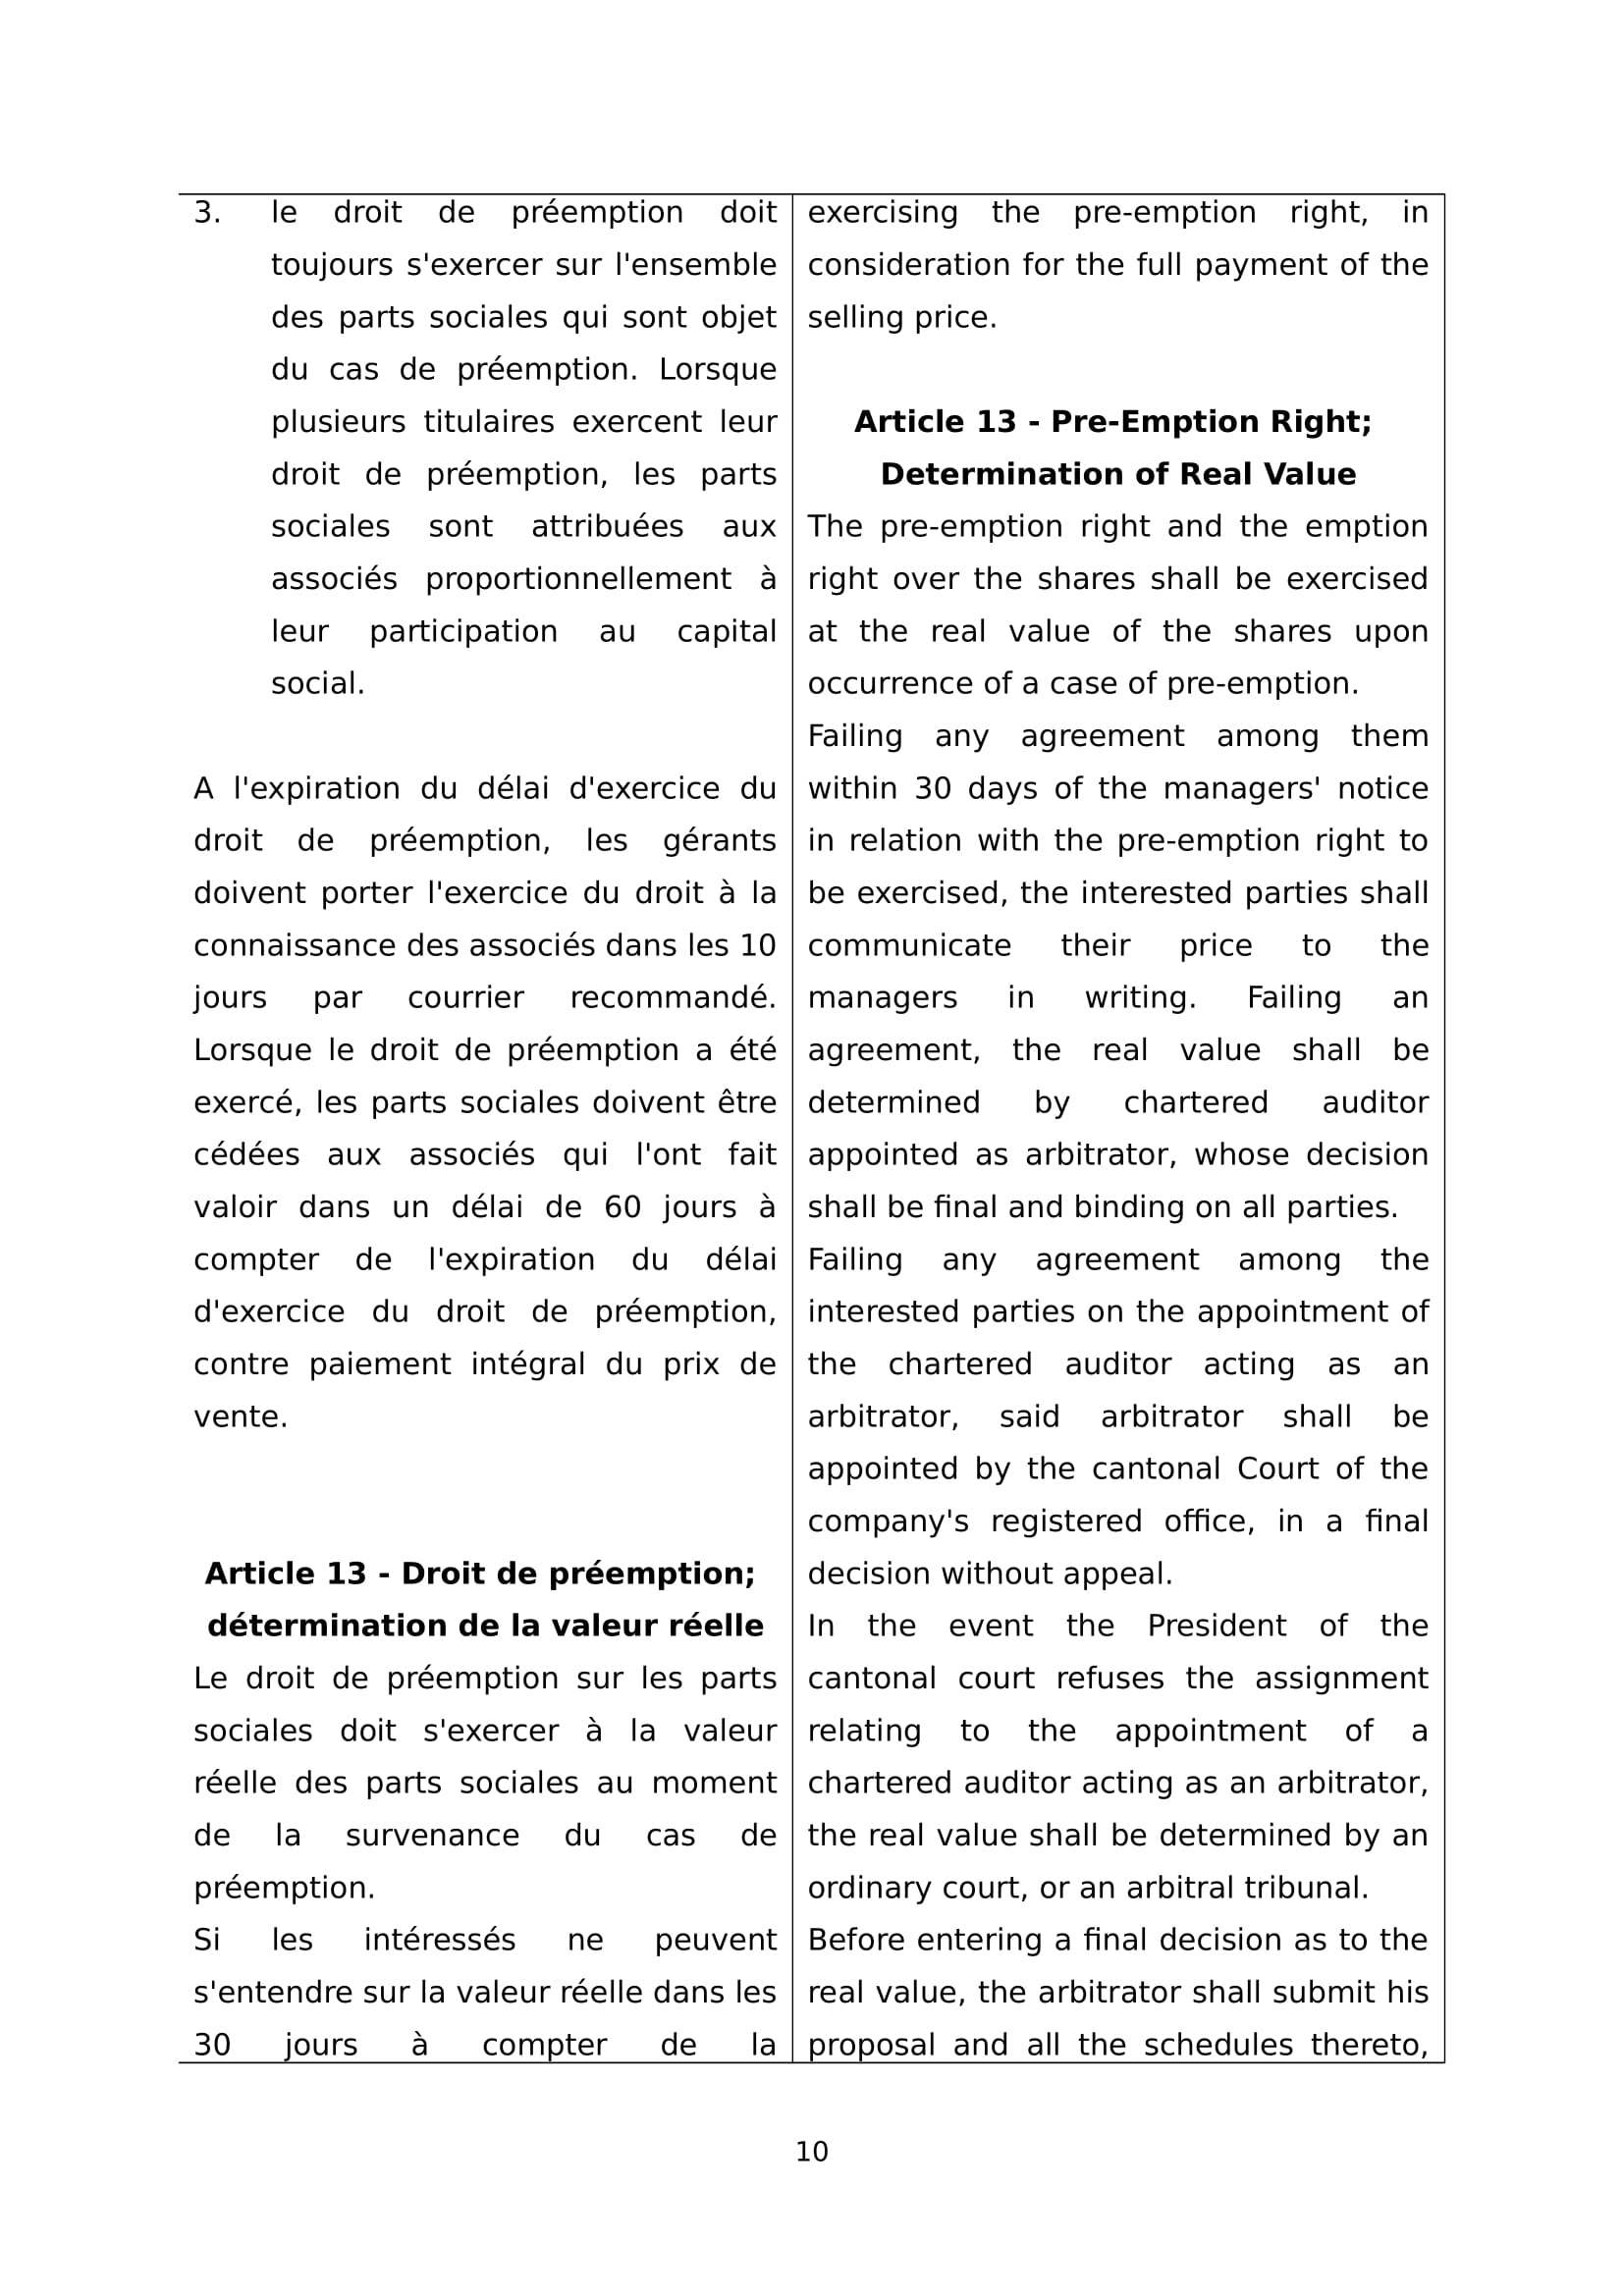 3. le droit de préemption doit
toujours s'exercer sur l'ensemble
des parts sociales qui sont objet
du cas de préemption. Lorsque
plusieurs titulaires exercent leur
droit de préemption, les parts
sociales sont attribuées aux
associés proportionnellement à
leur participation au capital
social.
A l'expiration du délai d'exercice du
droit de préemption, les gérants
doivent porter l'exercice du droit à la
connaissance des associés dans les 10
jours par courrier recommandé.
Lorsque le droit de préemption a été
exercé, les parts sociales doivent être
cédées aux associés qui l'ont fait
valoir dans un délai de 60 jours à
compter de l'expiration du délai
d'exercice du droit de préemption,
contre paiement intégral du prix de
vente.
Article 13 - Droit de préemption;
détermination de la valeur réelle
Le droit de préemption sur les parts
sociales doit s'exercer à la valeur
réelle des parts sociales au moment
de la survenance du cas de
préemption.
Si les intéressés ne peuvent
s'entendre sur la valeur réelle dans les
30 jours à compter de la
exercising the pre-emption right, in
consideration for the full payment of the
selling price.
Article 13 - Pre-Emption Right;
Determination of Real Value
The pre-emption right and the emption
right over the shares shall be exercised
at the real value of the shares upon
occurrence of a case of pre-emption.
Failing any agreement among them
within 30 days of the managers' notice
in relation with the pre-emption right to
be exercised, the interested parties shall
communicate their price to the
managers in writing. Failing an
agreement, the real value shall be
determined by chartered auditor
appointed as arbitrator, whose decision
shall be final and binding on all parties.
Failing any agreement among the
interested parties on the appointment of
the chartered auditor acting as an
arbitrator, said arbitrator shall be
appointed by the cantonal Court of the
company's registered office, in a final
decision without appeal.
In the event the President of the
cantonal court refuses the assignment
relating to the appointment of a
chartered auditor acting as an arbitrator,
the real value shall be determined by an
ordinary court, or an arbitral tribunal.
Before entering a final decision as to the
real value, the arbitrator shall submit his
proposal and all the schedules thereto,
10